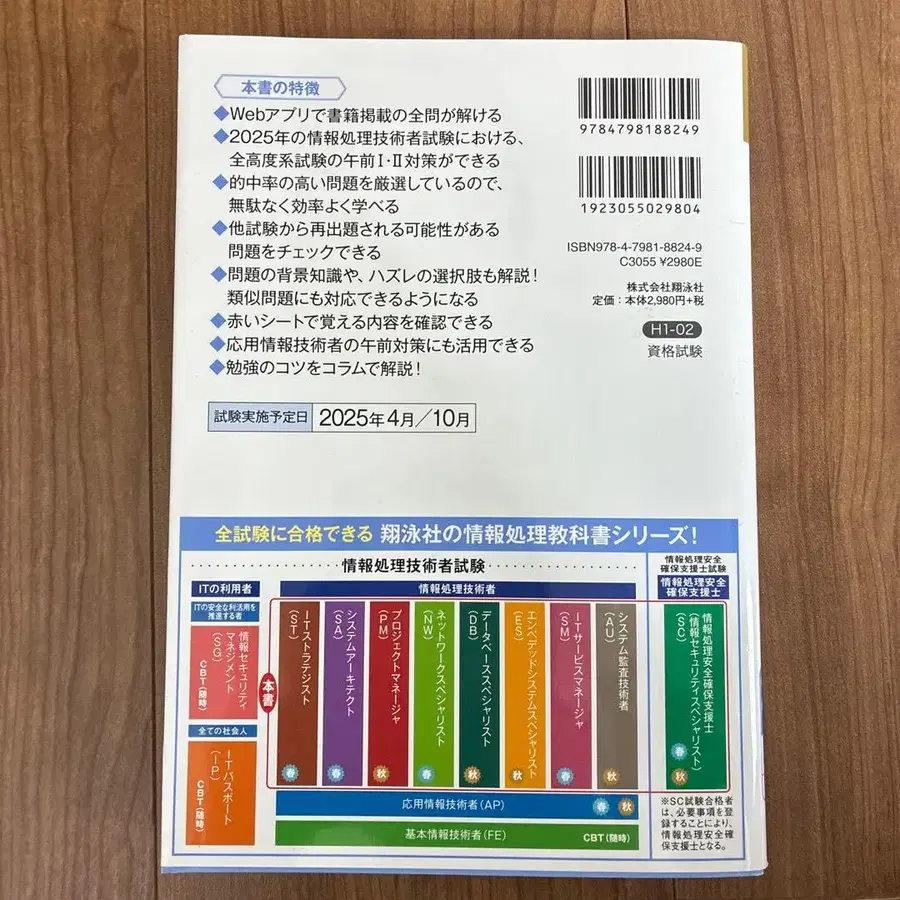 本書の特徴
◆Webアプリで書籍掲載の全問が解ける
◆2025年の情報処理技術者試験における、
全高度系試験の午前Ⅰ・Ⅱ対策ができる
◆的中率の高い問題を厳選しているので、
無駄なく効率よく学べる
◆他試験から再出題される可能性がある
問題をチェックできる
◆問題の背景知識や、ハズレの選択肢も解説！
類似問題にも対応できるようになる
◆赤いシートで覚える内容を確認できる
◆応用情報技術者の午前対策にも活用できる
◆勉強のコツをコラムで解説！
試験実施予定日 2025年4月／10月
9784798188249
1923055029804
ISBN978-4-7981-8824-9
C3055 ¥2980E
株式会社翔泳社
定価：本体2,980円+税
H1-02
資格試験
全試験に合格できる 翔泳社の情報処理教科書シリーズ！
情報処理技術者試験
情報処理安全
確保支援士試験
ITの利用者
情報処理技術者
情報処理安全
確保支援士
ITの安全な利活用を
推進する者
情報セキュリティ
マネジメント
(SG)
CBT(随時)
全ての社会人
ITパスポート
(IP)
CBT(随時)
本書
ITストラテジスト
(ST)
春
システムアーキテクト
(SA)
春
プロジェクトマネージャ
(PM)
秋
ネットワークスペシャリスト
(NW)
春
データベーススペシャリスト
(DB)
秋
エンベデッドシステムスペシャリスト
(ES)
秋
ITサービスマネージャ
(SM)
春
システム監査技術者
(AU)
秋
情報処理安全確保支援士
(情報セキュリティスペシャリスト)
(SC)
春
秋
応用情報技術者(AP) 春 秋
基本情報技術者(FE) CBT(随時)
※SC試験合格者
は、必要事項を登
録することにより、
情報処理安全確
保支援士となる。